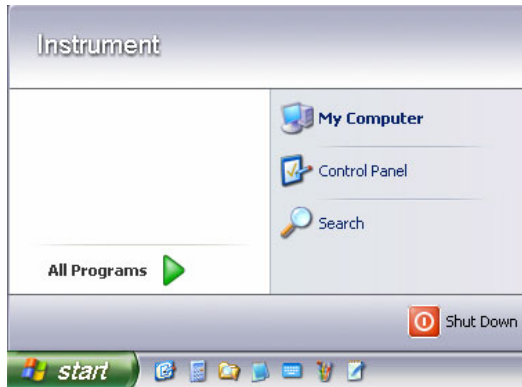 Instrument
My Computer
Control Panel
Search
All Programs
Shut Down
start